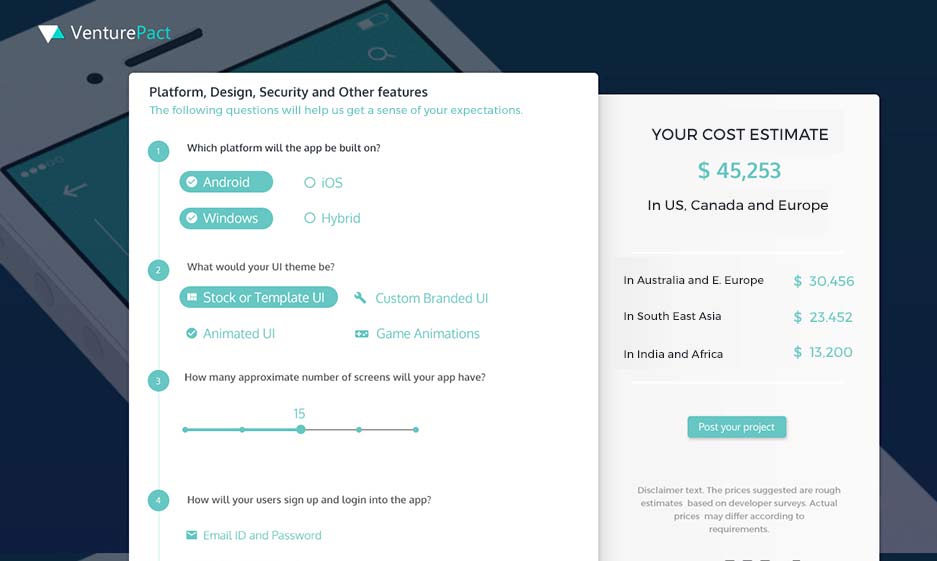 VenturePact
Platform, Design, Security and Other features
The following questions will help us get a sense of your expectations.
1
Which platform will the app be built on?
Android
iOS
Windows
Hybrid
2
What would your UI theme be?
Stock or Template UI
Custom Branded UI
Animated UI
Game Animations
3
How many approximate number of screens will your app have?
15
4
How will your users sign up and login into the app?
Email ID and Password
YOUR COST ESTIMATE
$ 45,253
In US, Canada and Europe
In Australia and E. Europe $ 30,456
In South East Asia $ 23.452
In India and Africa $ 13,200
Post your project
Disclaimer text. The prices suggested are rough
estimates based on developer surveys. Actual
prices may differ according to
requirements.